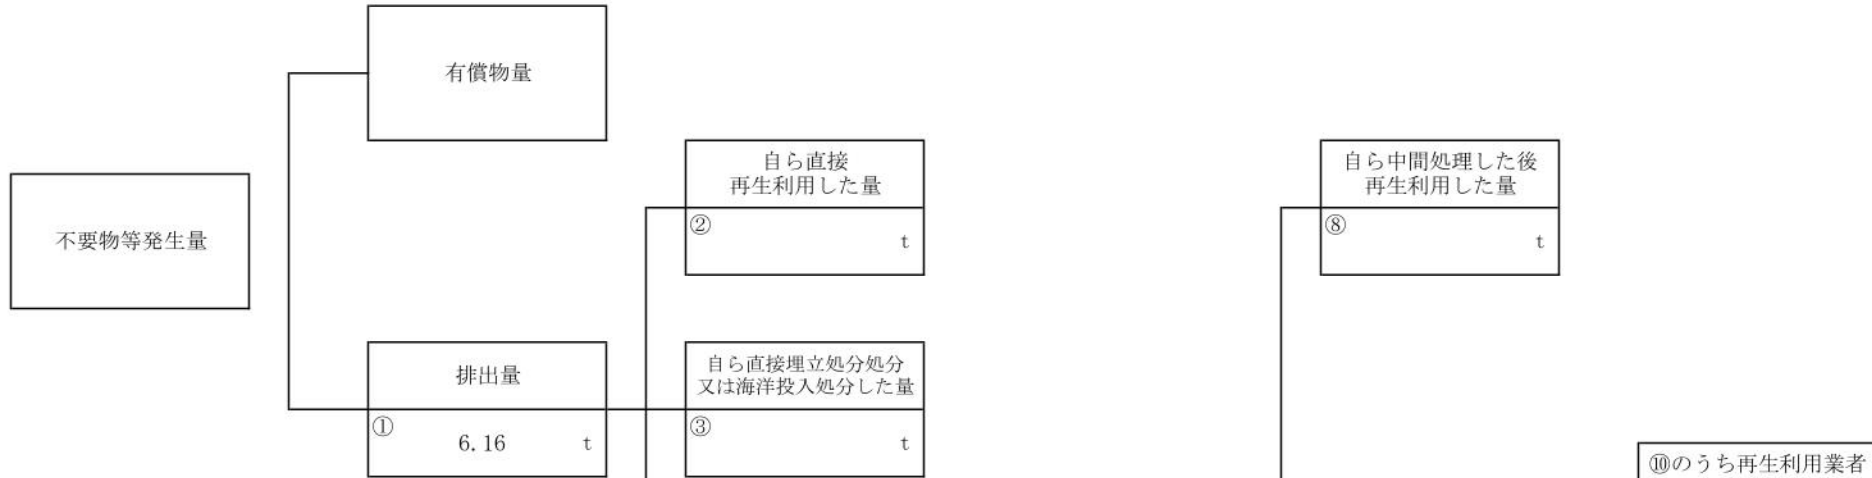 有償物量
自ら直接
再生利用した量
②
t
自ら中間処理した後
再生利用した量
⑧
t
不要物等発生量
排出量
①
6.16 t
自ら直接埋立処分処分
又は海洋投入処分した量
③
t
⑩のうち再生利用業者